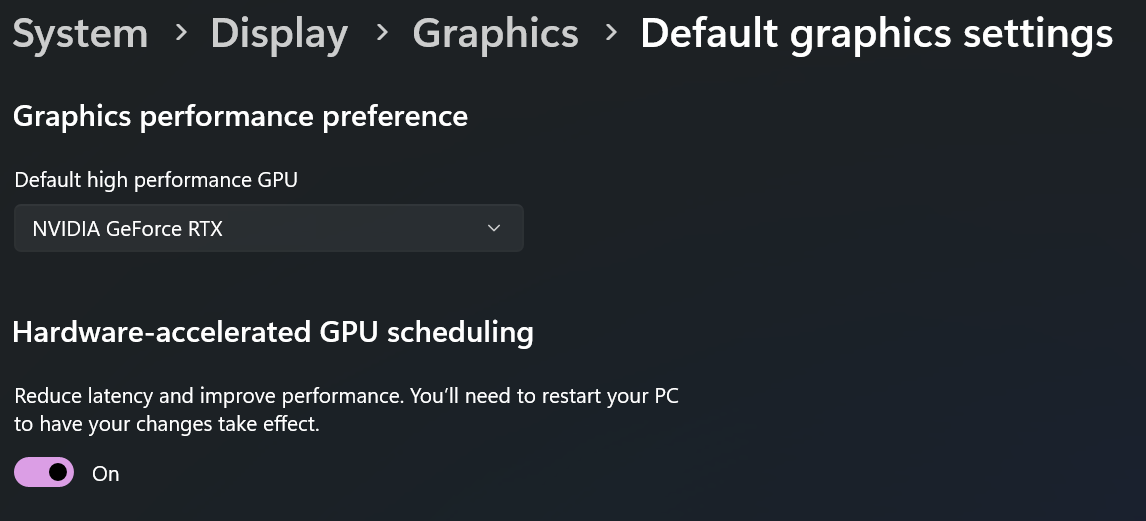 System > Display > Graphics > Default graphics settings
Graphics performance preference
Default high performance GPU
NVIDIA GeForce RTX
Hardware-accelerated GPU scheduling
Reduce latency and improve performance. You’ll need to restart your PC
to have your changes take effect.
On